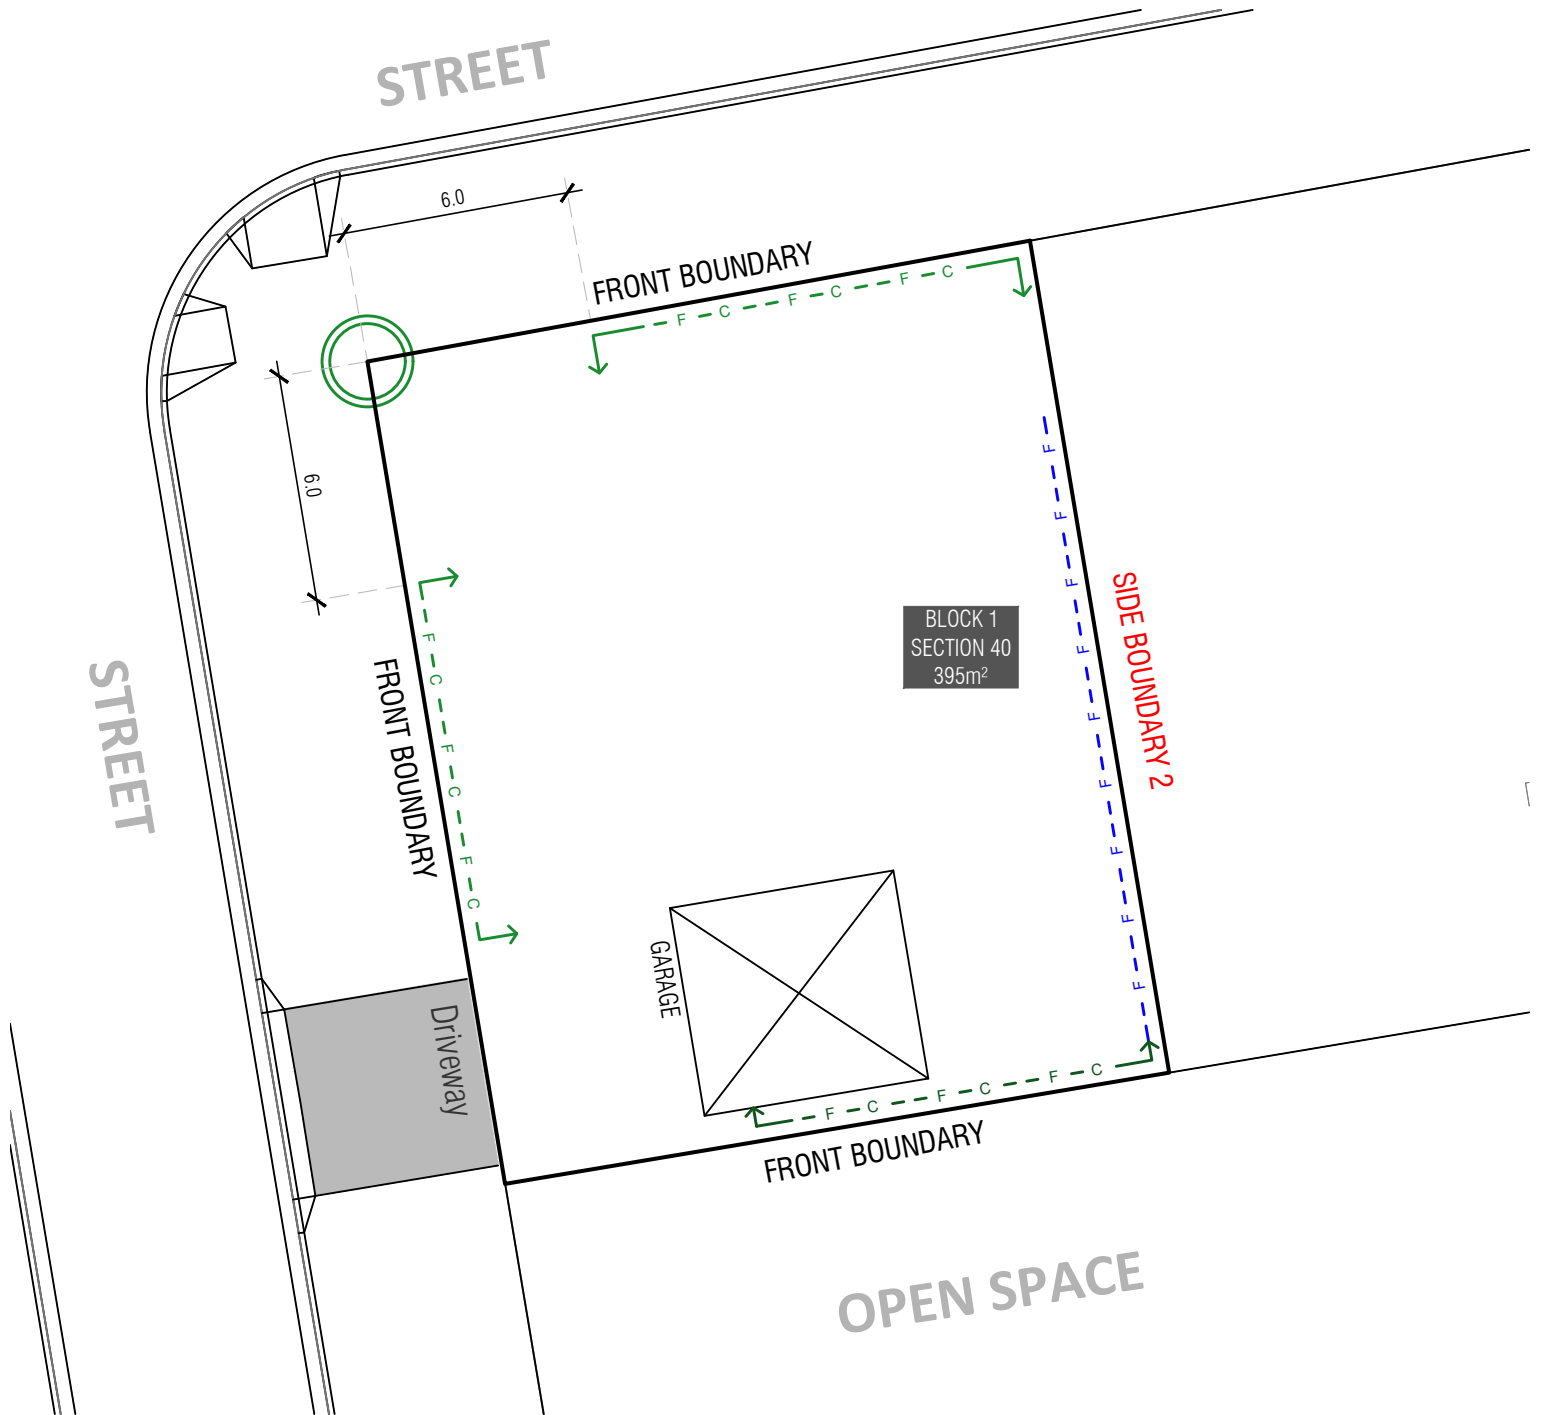 STREET
6.0
FRONT BOUNDARY
F C F C F C
6.0
F
F
F
F
F
F
F
F
F
SIDE BOUNDARY 2
BLOCK 1
SECTION 40
395m²
STREET
FRONT BOUNDARY
F C F C F C
GARAGE
Driveway
F C F C F C
FRONT BOUNDARY
OPEN SPACE